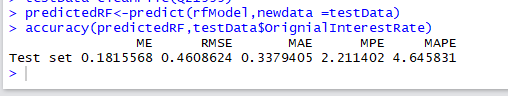 > predictedRF<-predict(rfModel,newdata =testData)
> accuracy(predictedRF,testData$OrignialInterestRate)
ME RMSE MAE MPE MAPE
Test set 0.1815568 0.4608624 0.3379405 2.211402 4.645831
>